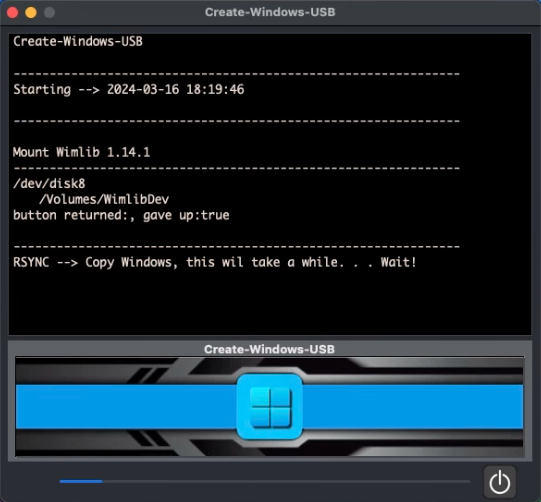 Create-Windows-USB
Create-Windows-USB
---------------------------------------------------------------
Starting --> 2024-03-16 18:19:46
---------------------------------------------------------------
Mount Wimlib 1.14.1
---------------------------------------------------------------
/dev/disk8
/Volumes/WimlibDev
button returned:, gave up:true
---------------------------------------------------------------
RSYNC --> Copy Windows, this wil take a while. . . Wait!
Create-Windows-USB